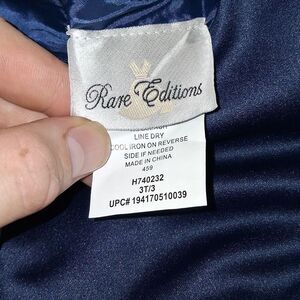 Rare Editions
LINE DRY
COOL IRON ON REVERSE
SIDE IF NEEDED
MADE IN CHINA
459
H740232
3T/3
UPC# 194170510039